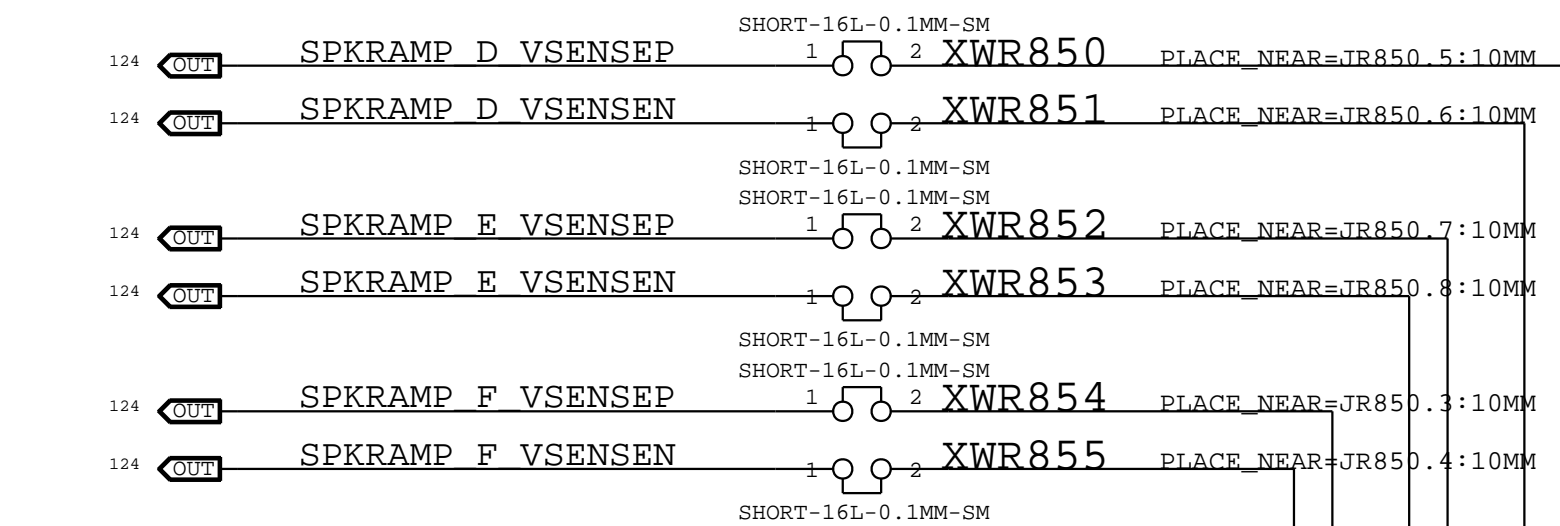 SHORT-16L-0.1MM-SM
124 OUT SPKRAMP_D_VSENSEP 1 2 XWR850 PLACE_NEAR=JR850.5:10MM
124 OUT SPKRAMP_D_VSENSEN 1 2 XWR851 PLACE_NEAR=JR850.6:10MM
SHORT-16L-0.1MM-SM
SHORT-16L-0.1MM-SM
124 OUT SPKRAMP_E_VSENSEP 1 2 XWR852 PLACE_NEAR=JR850.7:10MM
124 OUT SPKRAMP_E_VSENSEN 1 2 XWR853 PLACE_NEAR=JR850.8:10MM
SHORT-16L-0.1MM-SM
SHORT-16L-0.1MM-SM
124 OUT SPKRAMP_F_VSENSEP 1 2 XWR854 PLACE_NEAR=JR850.3:10MM
124 OUT SPKRAMP_F_VSENSEN 1 2 XWR855 PLACE_NEAR=JR850.4:10MM
SHORT-16L-0.1MM-SM